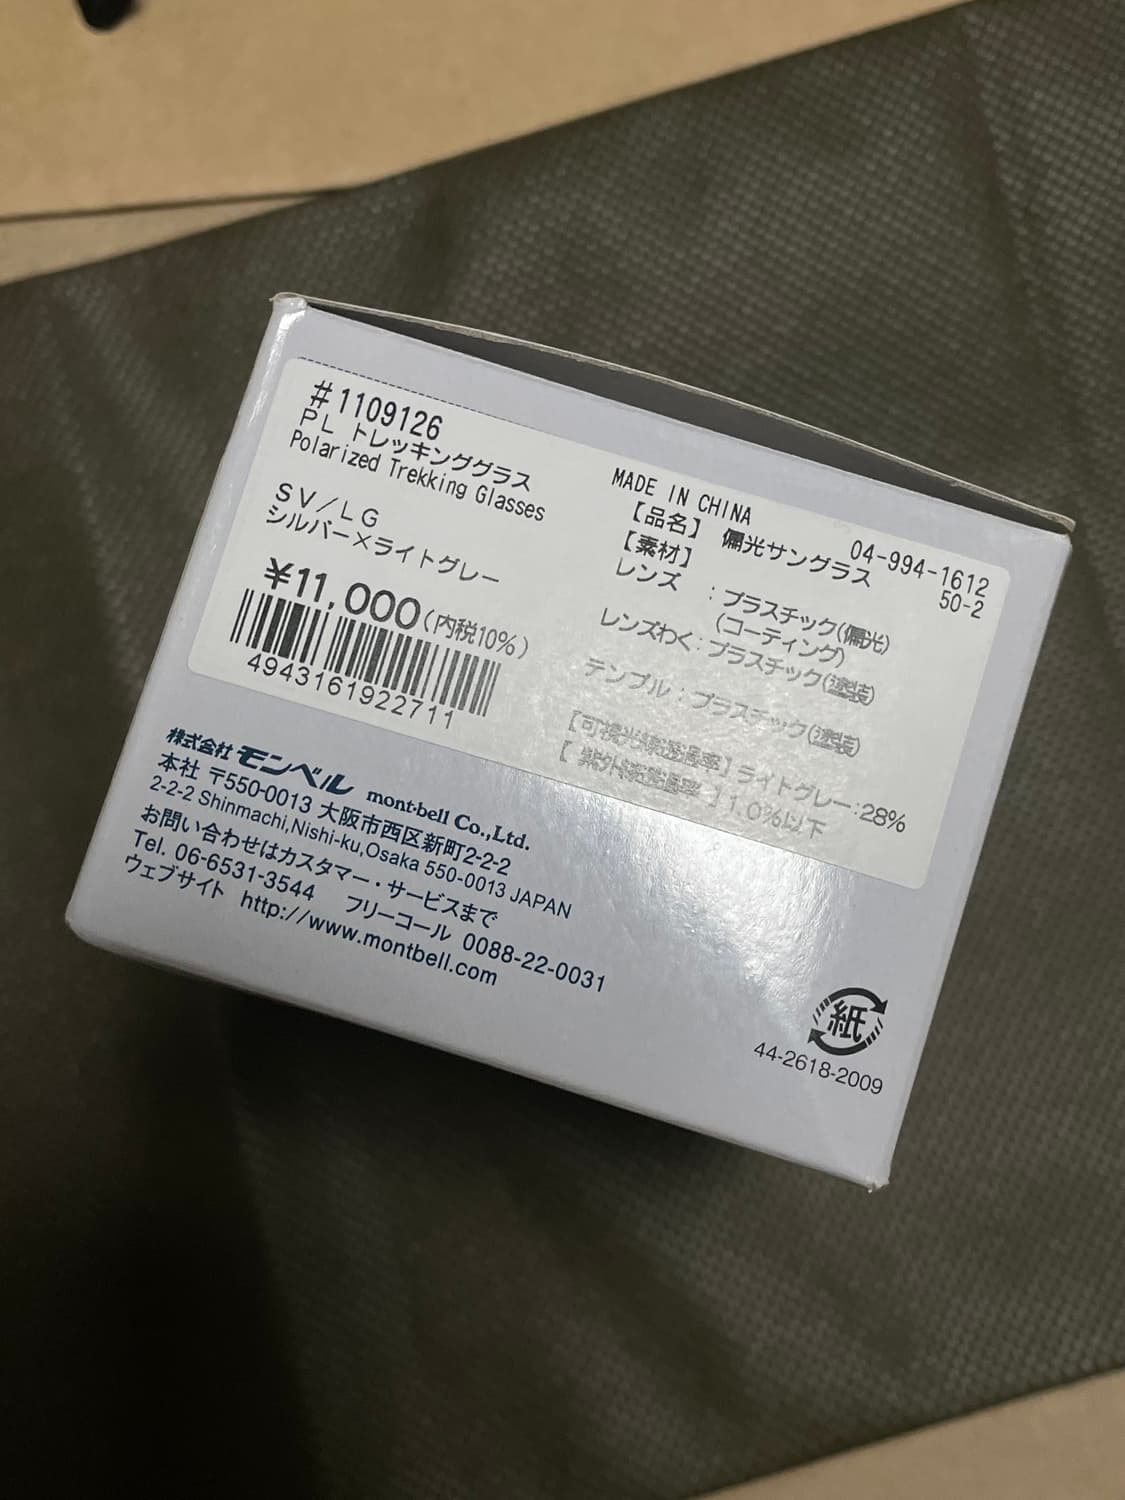 #1109126
PL トレッキンググラス
Polarized Trekking Glasses
SV/LG
シルバー×ライトグレー
¥11,000(内税10%)
4943161922711
MADE IN CHINA
【品名】 偏光サングラス
04-994-1612
50-2
【素材】
レンズ :プラスチック(偏光)
(コーティング)
レンズわく:プラスチック(塗装)
テンプル:プラスチック(塗装)
【可視光線透過率】ライトグレー:28%
【紫外線透過率】1.0%以下
株式会社 モンベル mont-bell Co.,Ltd.
本社 〒550-0013 大阪市西区新町2-2-2
2-2-2 Shinmachi,Nishi-ku,Osaka 550-0013 JAPAN
お問い合わせはカスタマー・サービスまで
Tel. 06-6531-3544 フリーコール 0088-22-0031
ウェブサイト http://www.montbell.com
紙
44-2618-2009